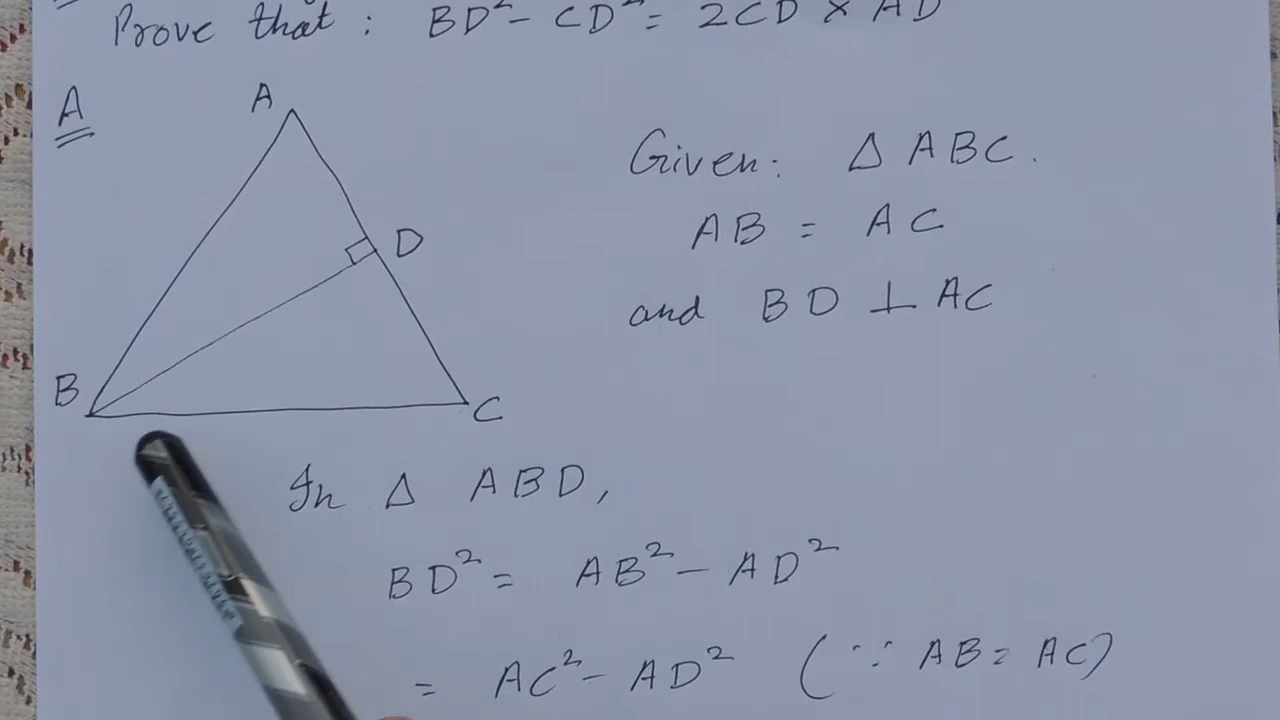 Prove that : BD² - CD² = 2CD × AD
A
A
Given: Δ ABC.
AB = AC
D
and BD ⊥ AC
B
C
In Δ ABD,
BD² = AB² - AD²
= AC² - AD² (∵ AB = AC)